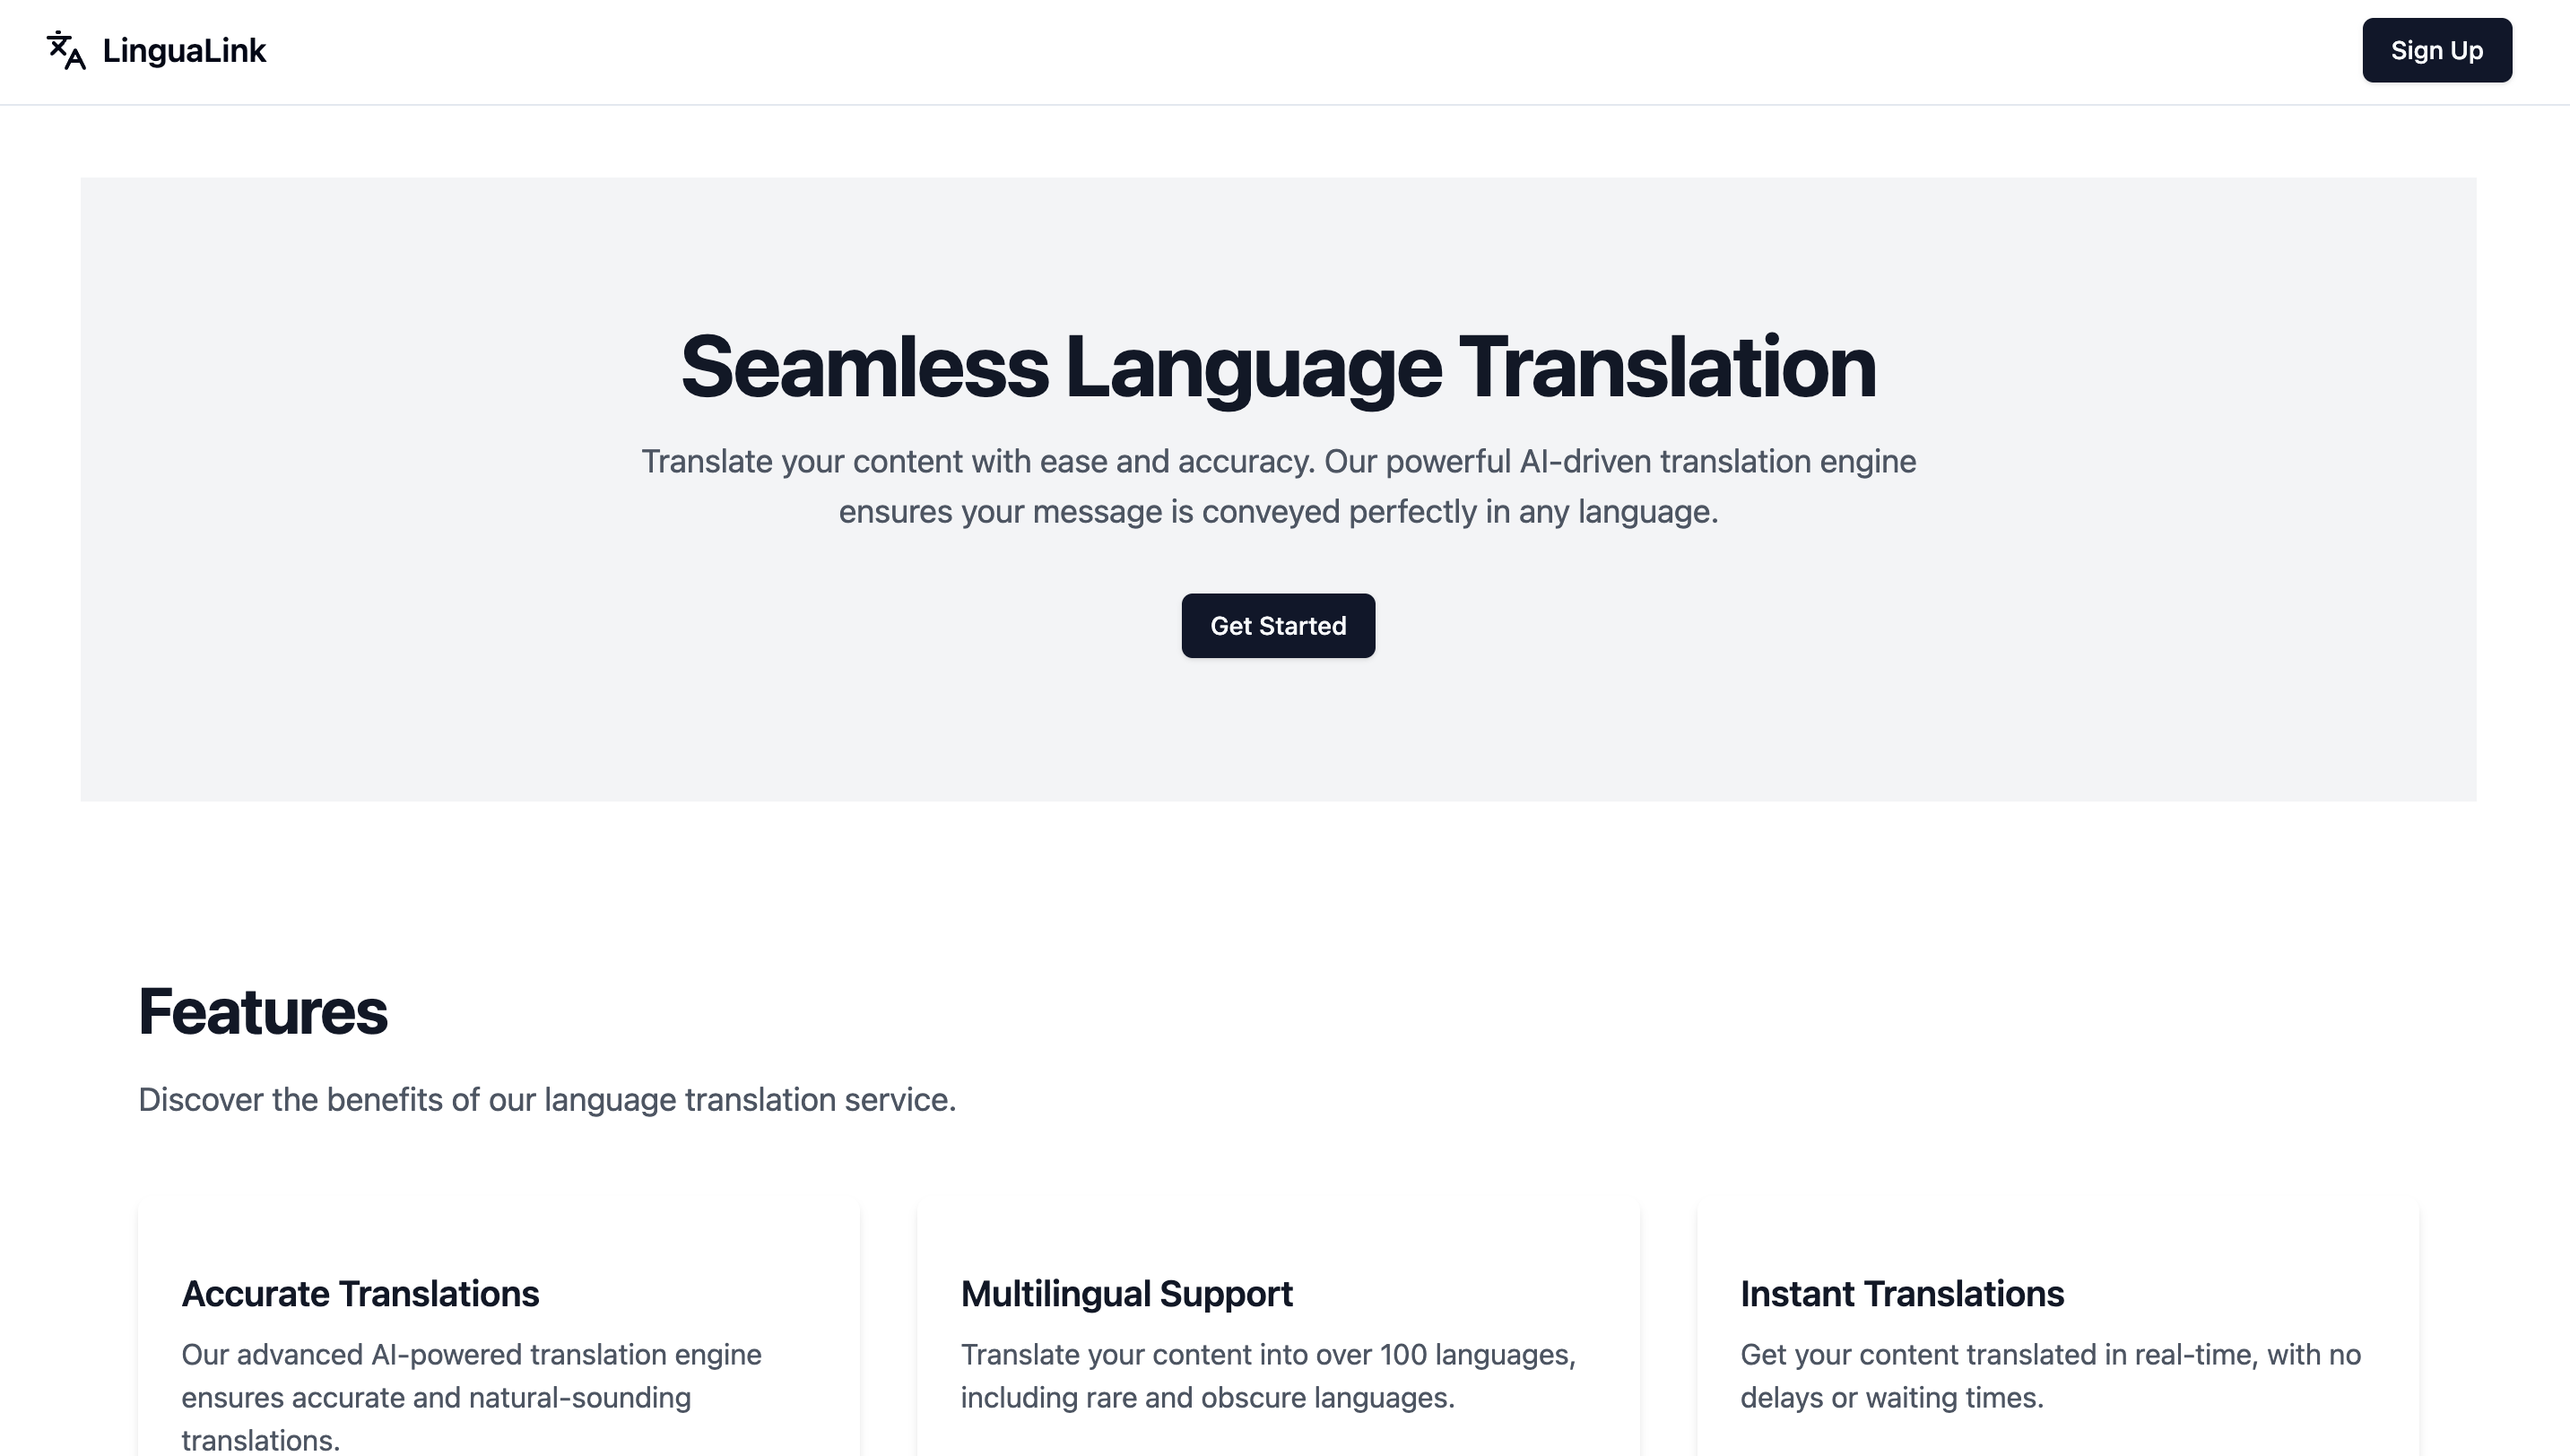 LinguaLink
Sign Up
Seamless Language Translation
Translate your content with ease and accuracy. Our powerful AI-driven translation engine
ensures your message is conveyed perfectly in any language.
Get Started
Features
Discover the benefits of our language translation service.
Accurate Translations
Our advanced AI-powered translation engine
ensures accurate and natural-sounding
translations.
Multilingual Support
Translate your content into over 100 languages,
including rare and obscure languages.
Instant Translations
Get your content translated in real-time, with no
delays or waiting times.